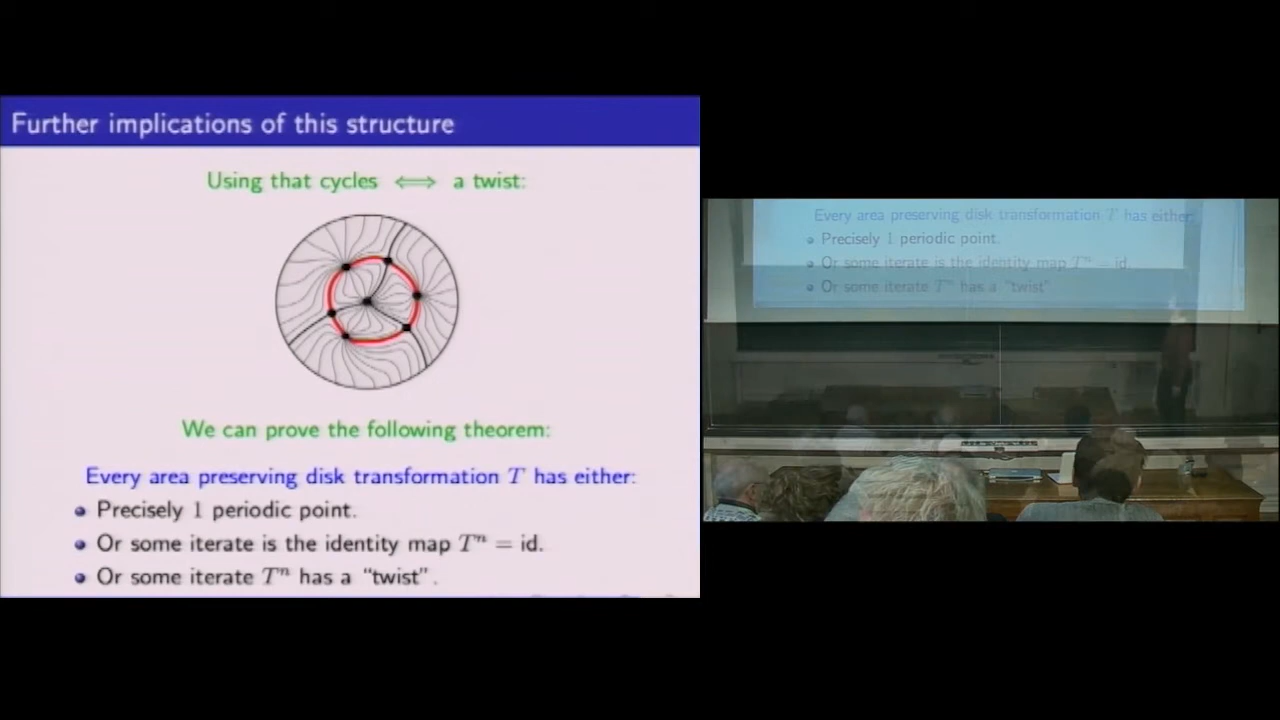 Further implications of this structure
Using that cycles ⟺ a twist:
We can prove the following theorem:
Every area preserving disk transformation T has either:
Precisely 1 periodic point.
Or some iterate is the identity map Tⁿ = id.
Or some iterate Tⁿ has a “twist”.
Every area preserving disk transformation T has either:
Precisely 1 periodic point.
Or some iterate is the identity map Tⁿ = id.
Or some iterate Tⁿ has a “twist”